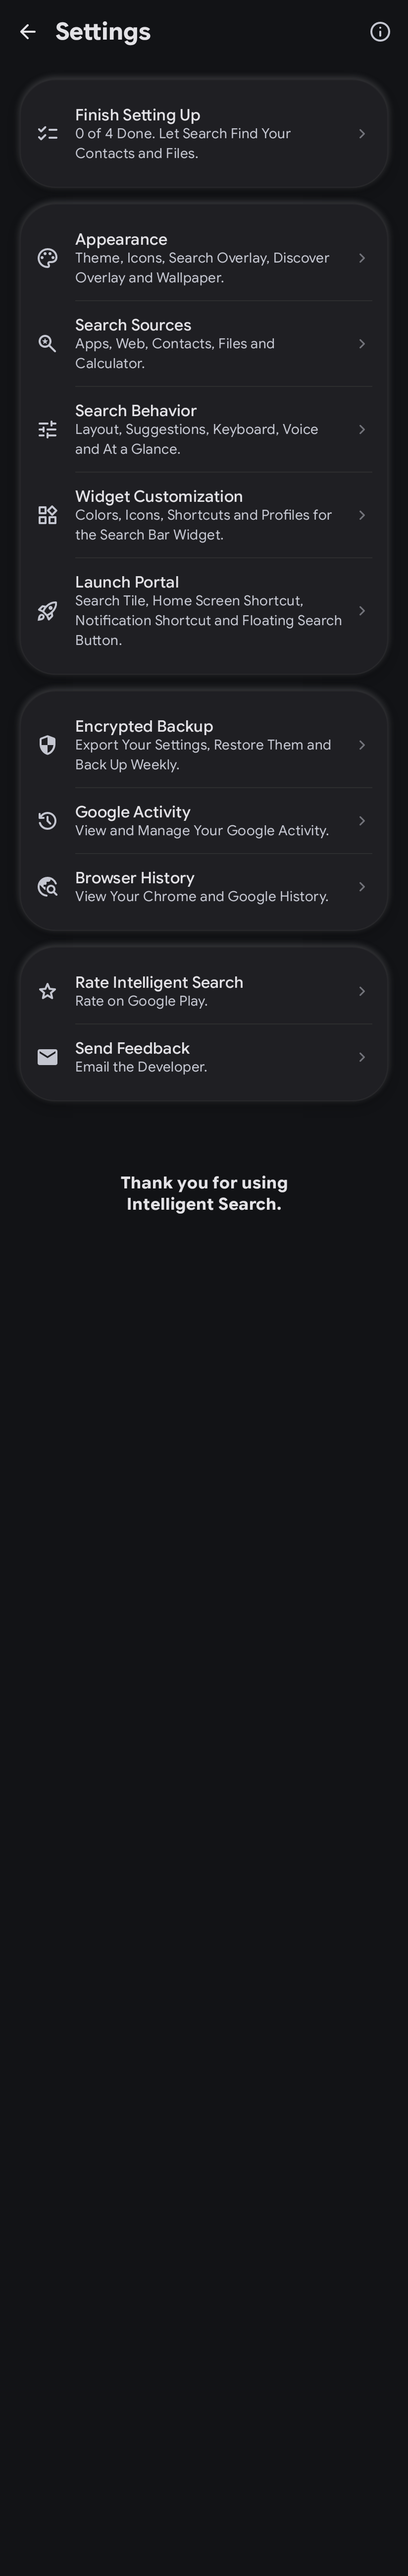 Settings
Finish Setting Up
0 of 4 Done. Let Search Find Your
Contacts and Files.
Appearance
Theme, Icons, Search Overlay, Discover
Overlay and Wallpaper.
Search Sources
Apps, Web, Contacts, Files and
Calculator.
Search Behavior
Layout, Suggestions, Keyboard, Voice
and At a Glance.
Widget Customization
Colors, Icons, Shortcuts and Profiles for
the Search Bar Widget.
Launch Portal
Search Tile, Home Screen Shortcut,
Notification Shortcut and Floating Search
Button.
Encrypted Backup
Export Your Settings, Restore Them and
Back Up Weekly.
Google Activity
View and Manage Your Google Activity.
Browser History
View Your Chrome and Google History.
Rate Intelligent Search
Rate on Google Play.
Send Feedback
Email the Developer.
Thank you for using
Intelligent Search.